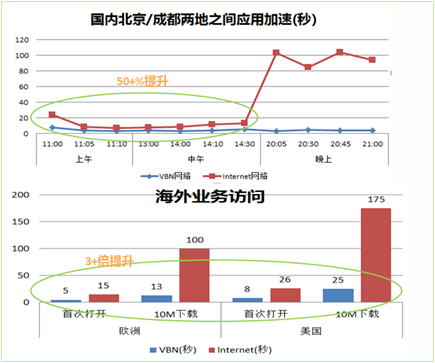 国内北京/成都两地之间应用加速(秒)
120
100
80
60
40
20
0
50+%提升
11:00 11:05 11:10 13:00 14:00 14:10 14:20 14:30 20:05 20:30 20:45 21:00
上午 中午 晚上
VBN网络 Internet网络
海外业务访问
200
150
100
50
0
3+倍提升
5 15 13 100 8 26 25 175
首次打开 10M下载 首次打开 10M下载
欧洲 美国
VBN(秒) Internet(秒)